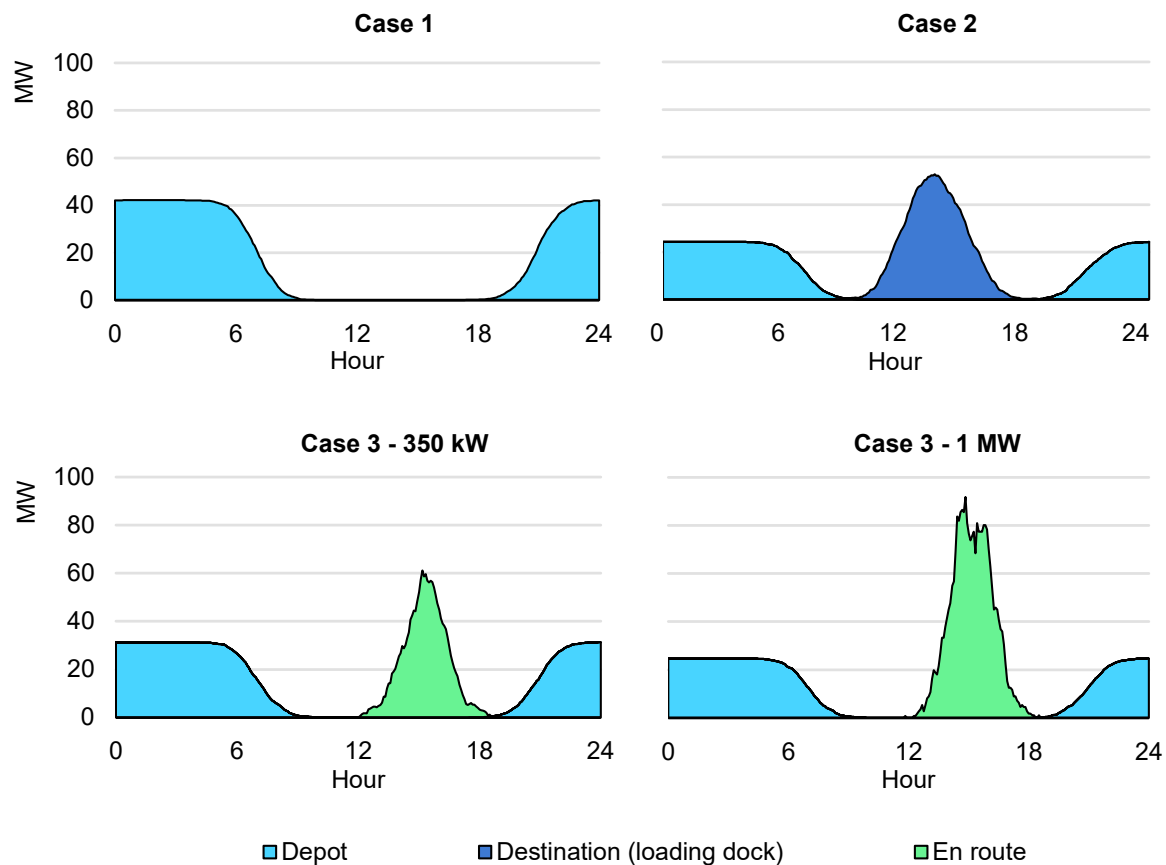 Case 1
Case 2
MW
100
80
60
40
20
0
0 6 12 18 24
Hour
0 6 12 18 24
Hour
Case 3 - 350 kW
Case 3 - 1 MW
MW
100
80
60
40
20
0
0 6 12 18 24
Hour
0 6 12 18 24
Hour
Depot Destination (loading dock) En route